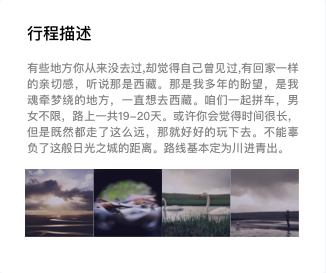 行程描述
有些地方你从来没去过,却觉得自己曾见过,有回家一样
的亲切感，听说那是西藏。那是我多年的盼望，是我
魂牵梦绕的地方，一直想去西藏。咱们一起拼车，男
女不限，路上一共19-20天。或许你会觉得时间很长，
但是既然都走了这么远，那就好好的玩下去。不能辜
负了这般日光之城的距离。路线基本定为川进青出。